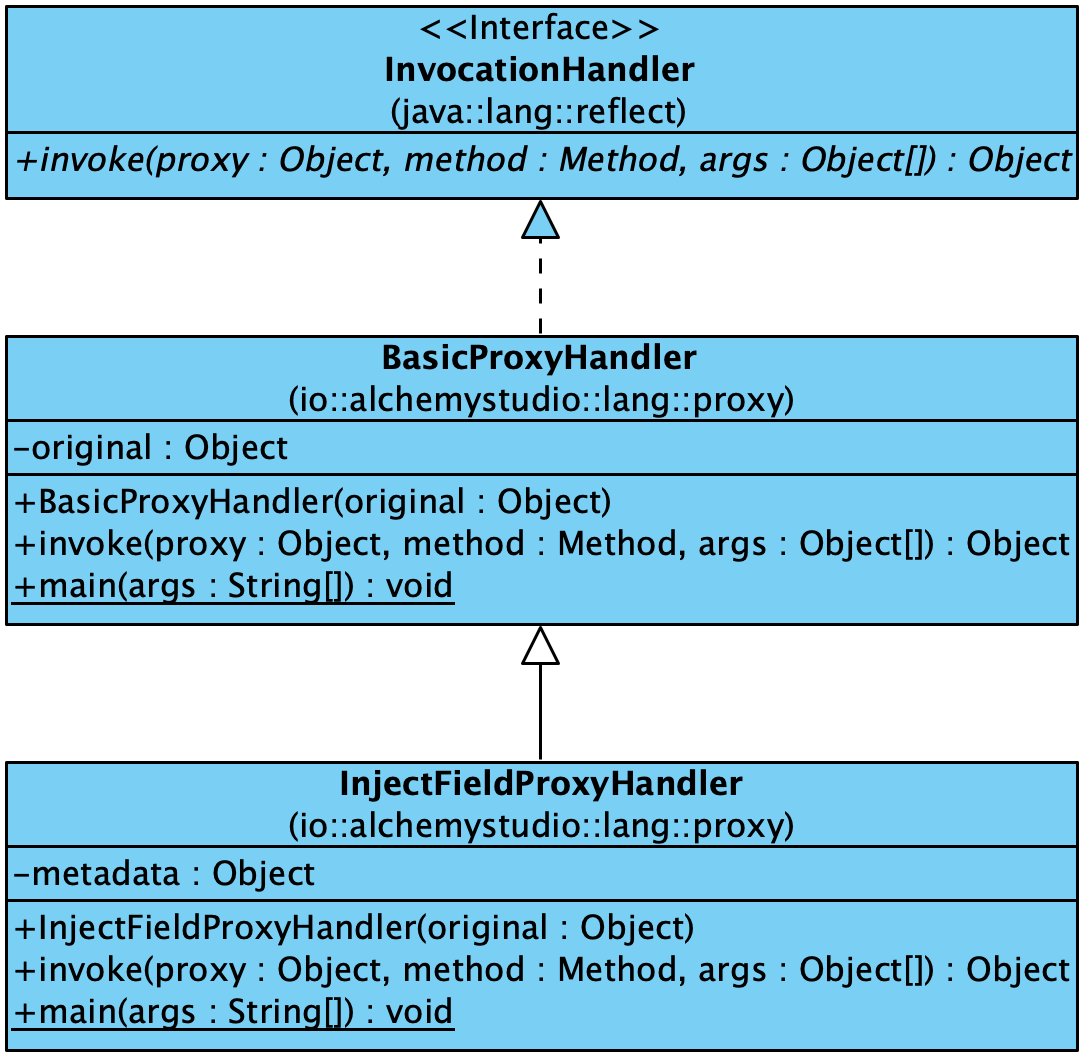 <<Interface>>
InvocationHandler
(java::lang::reflect)
+invoke(proxy : Object, method : Method, args : Object[]) : Object
BasicProxyHandler
(io::alchemystudio::lang::proxy)
-original : Object
+BasicProxyHandler(original : Object)
+invoke(proxy : Object, method : Method, args : Object[]) : Object
+main(args : String[]) : void
InjectFieldProxyHandler
(io::alchemystudio::lang::proxy)
-metadata : Object
+InjectFieldProxyHandler(original : Object)
+invoke(proxy : Object, method : Method, args : Object[]) : Object
+main(args : String[]) : void